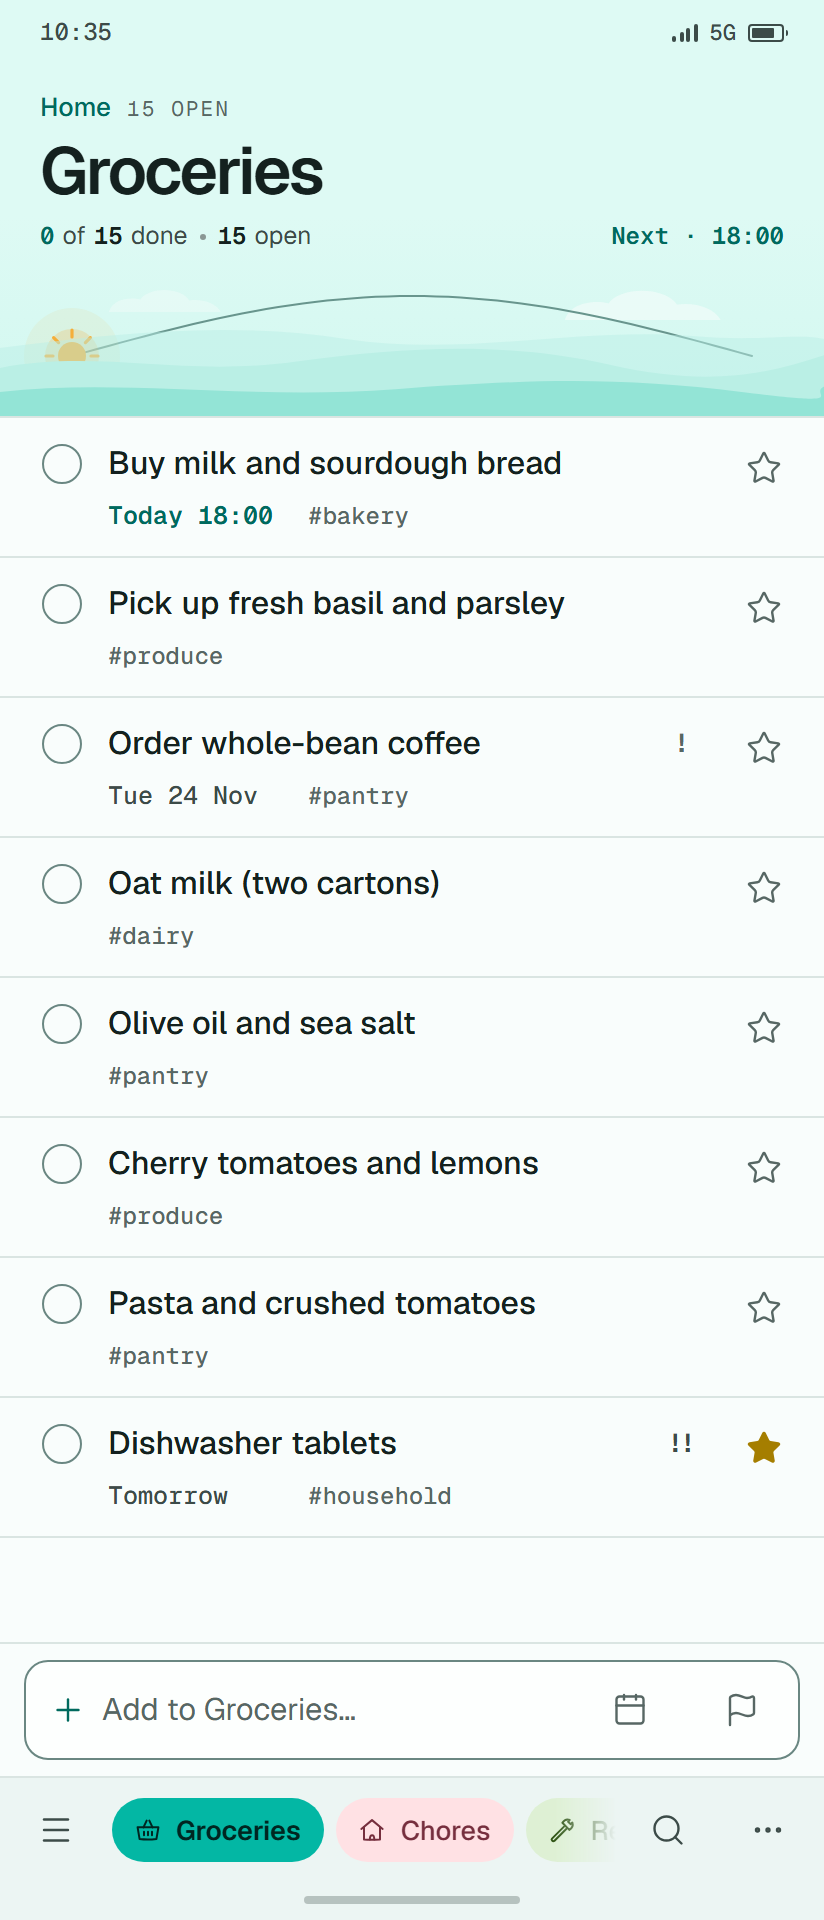 10:35 5G
Home 15 OPEN
Groceries
0 of 15 done • 15 open Next · 18:00
Buy milk and sourdough bread
Today 18:00 #bakery
Pick up fresh basil and parsley
#produce
Order whole-bean coffee !
Tue 24 Nov #pantry
Oat milk (two cartons)
#dairy
Olive oil and sea salt
#pantry
Cherry tomatoes and lemons
#produce
Pasta and crushed tomatoes
#pantry
Dishwasher tablets !!
Tomorrow #household
Add to Groceries…
Groceries Chores